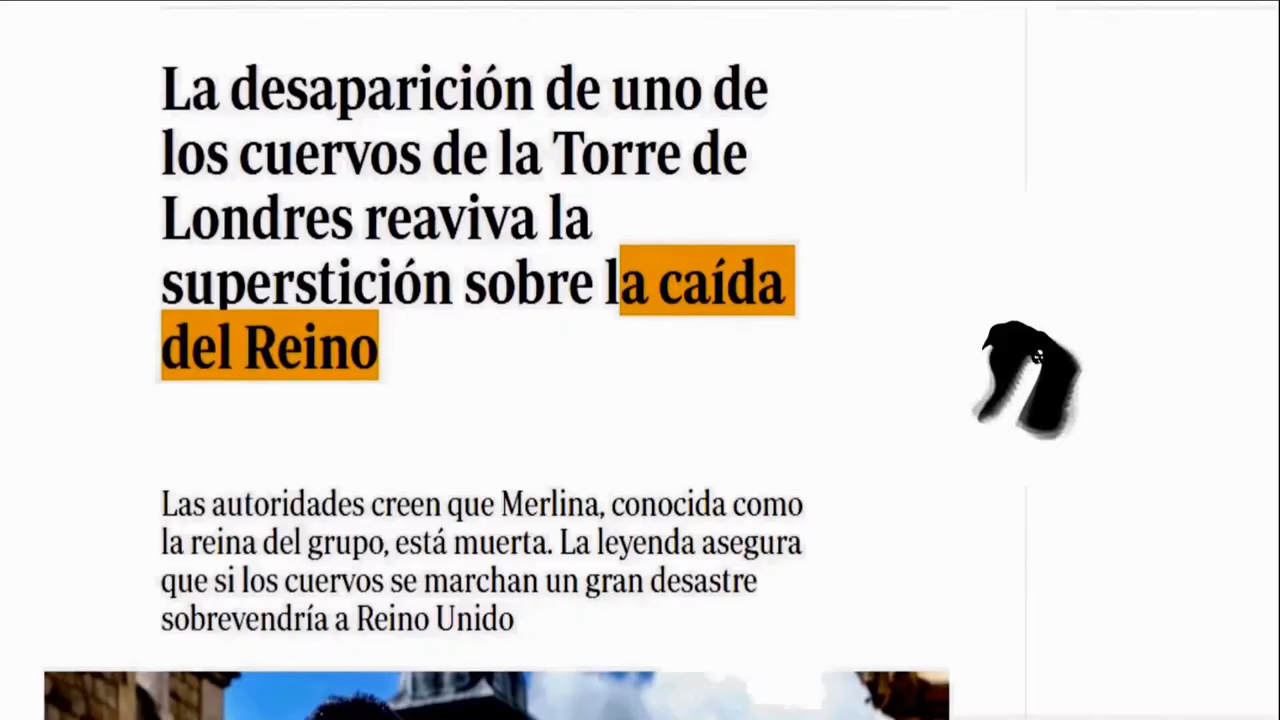 La desaparición de uno de
los cuervos de la Torre de
Londres reaviva la
superstición sobre la caída
del Reino
Las autoridades creen que Merlina, conocida como
la reina del grupo, está muerta. La leyenda asegura
que si los cuervos se marchan un gran desastre
sobrevendría a Reino Unido